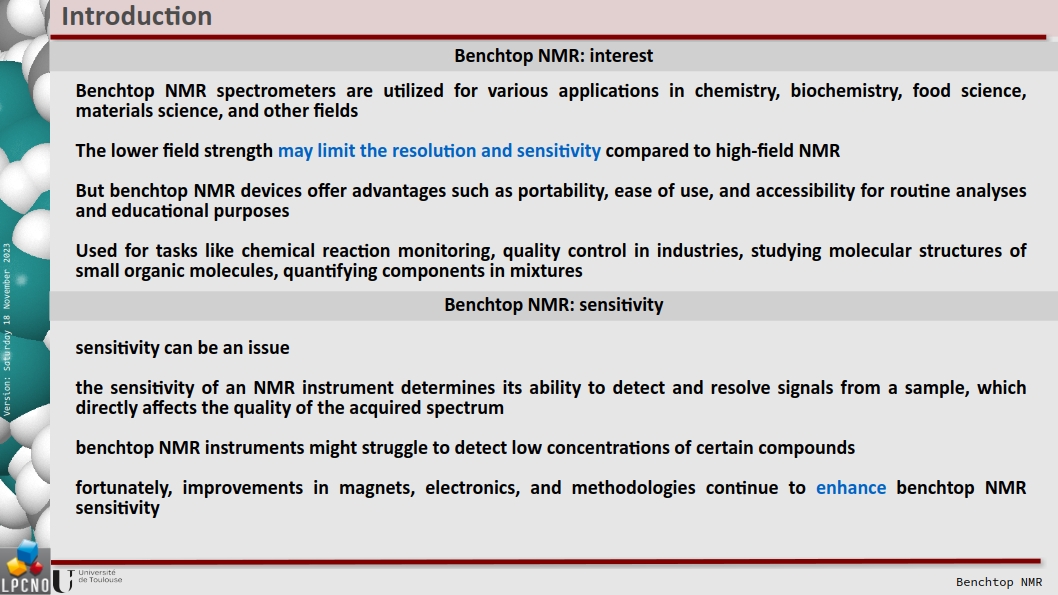 Introduction
Benchtop NMR: interest
Benchtop NMR spectrometers are utilized for various applications in chemistry, biochemistry, food science,
materials science, and other fields
The lower field strength may limit the resolution and sensitivity compared to high-field NMR
But benchtop NMR devices offer advantages such as portability, ease of use, and accessibility for routine analyses
and educational purposes
Used for tasks like chemical reaction monitoring, quality control in industries, studying molecular structures of
small organic molecules, quantifying components in mixtures
Benchtop NMR: sensitivity
sensitivity can be an issue
the sensitivity of an NMR instrument determines its ability to detect and resolve signals from a sample, which
directly affects the quality of the acquired spectrum
benchtop NMR instruments might struggle to detect low concentrations of certain compounds
fortunately, improvements in magnets, electronics, and methodologies continue to enhance benchtop NMR
sensitivity
Version: Saturday 18 November 2023
LPCNO
U
Université
de Toulouse
Benchtop NMR